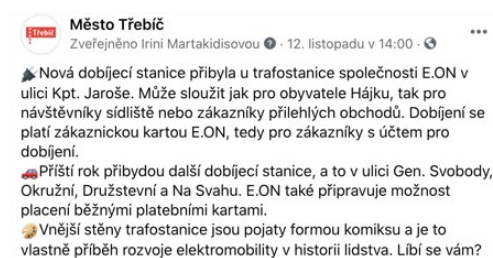 Třebíč
Město Třebíč
Zveřejněno Irini Martakidisovou · 12. listopadu v 14:00 ·
Nová dobíjecí stanice přibyla u trafostanice společnosti E.ON v
ulici Kpt. Jaroše. Může sloužit jak pro obyvatele Hájku, tak pro
návštěvníky sídliště nebo zákazníky přilehlých obchodů. Dobíjení se
platí zákaznickou kartou E.ON, tedy pro zákazníky s účtem pro
dobíjení.
Příští rok přibydou další dobíjecí stanice, a to v ulici Gen. Svobody,
Okružní, Družstevní a Na Svahu. E.ON také připravuje možnost
placení běžnými platebními kartami.
Vnější stěny trafostanice jsou pojaty formou komiksu a je to
vlastně příběh rozvoje elektromobility v historii lidstva. Líbí se vám?